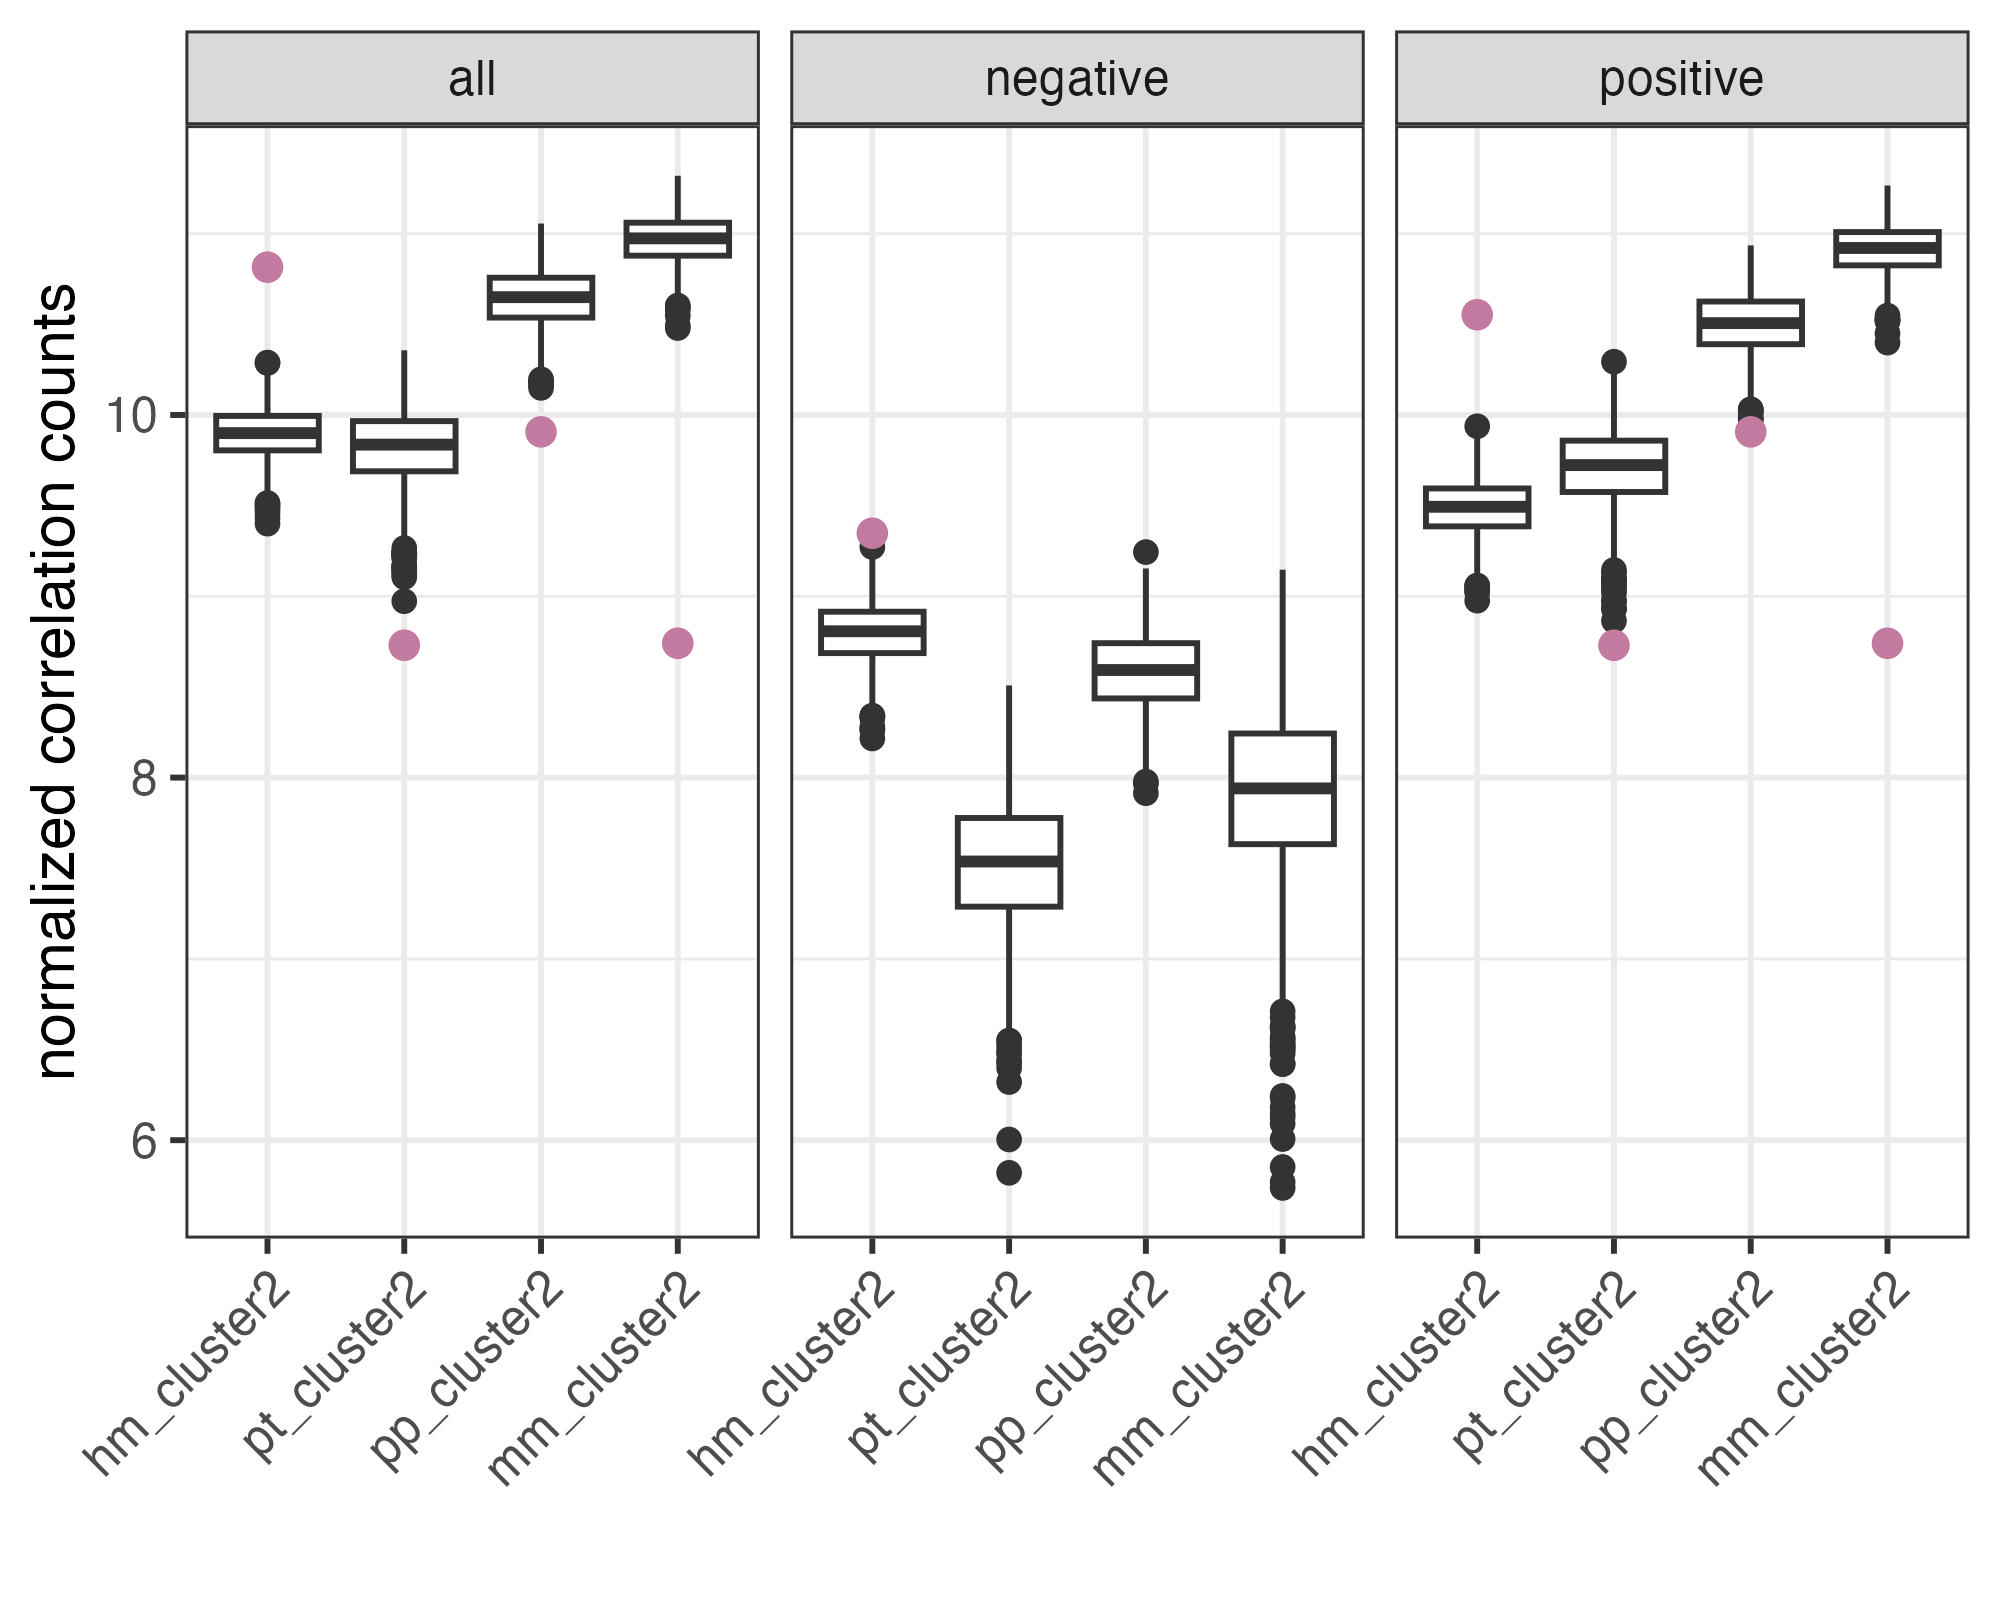 all
negative
positive
normalized correlation counts
10
8
6
hm_cluster2
pt_cluster2
pp_cluster2
mm_cluster2
hm_cluster2
pt_cluster2
pp_cluster2
mm_cluster2
hm_cluster2
pt_cluster2
pp_cluster2
mm_cluster2